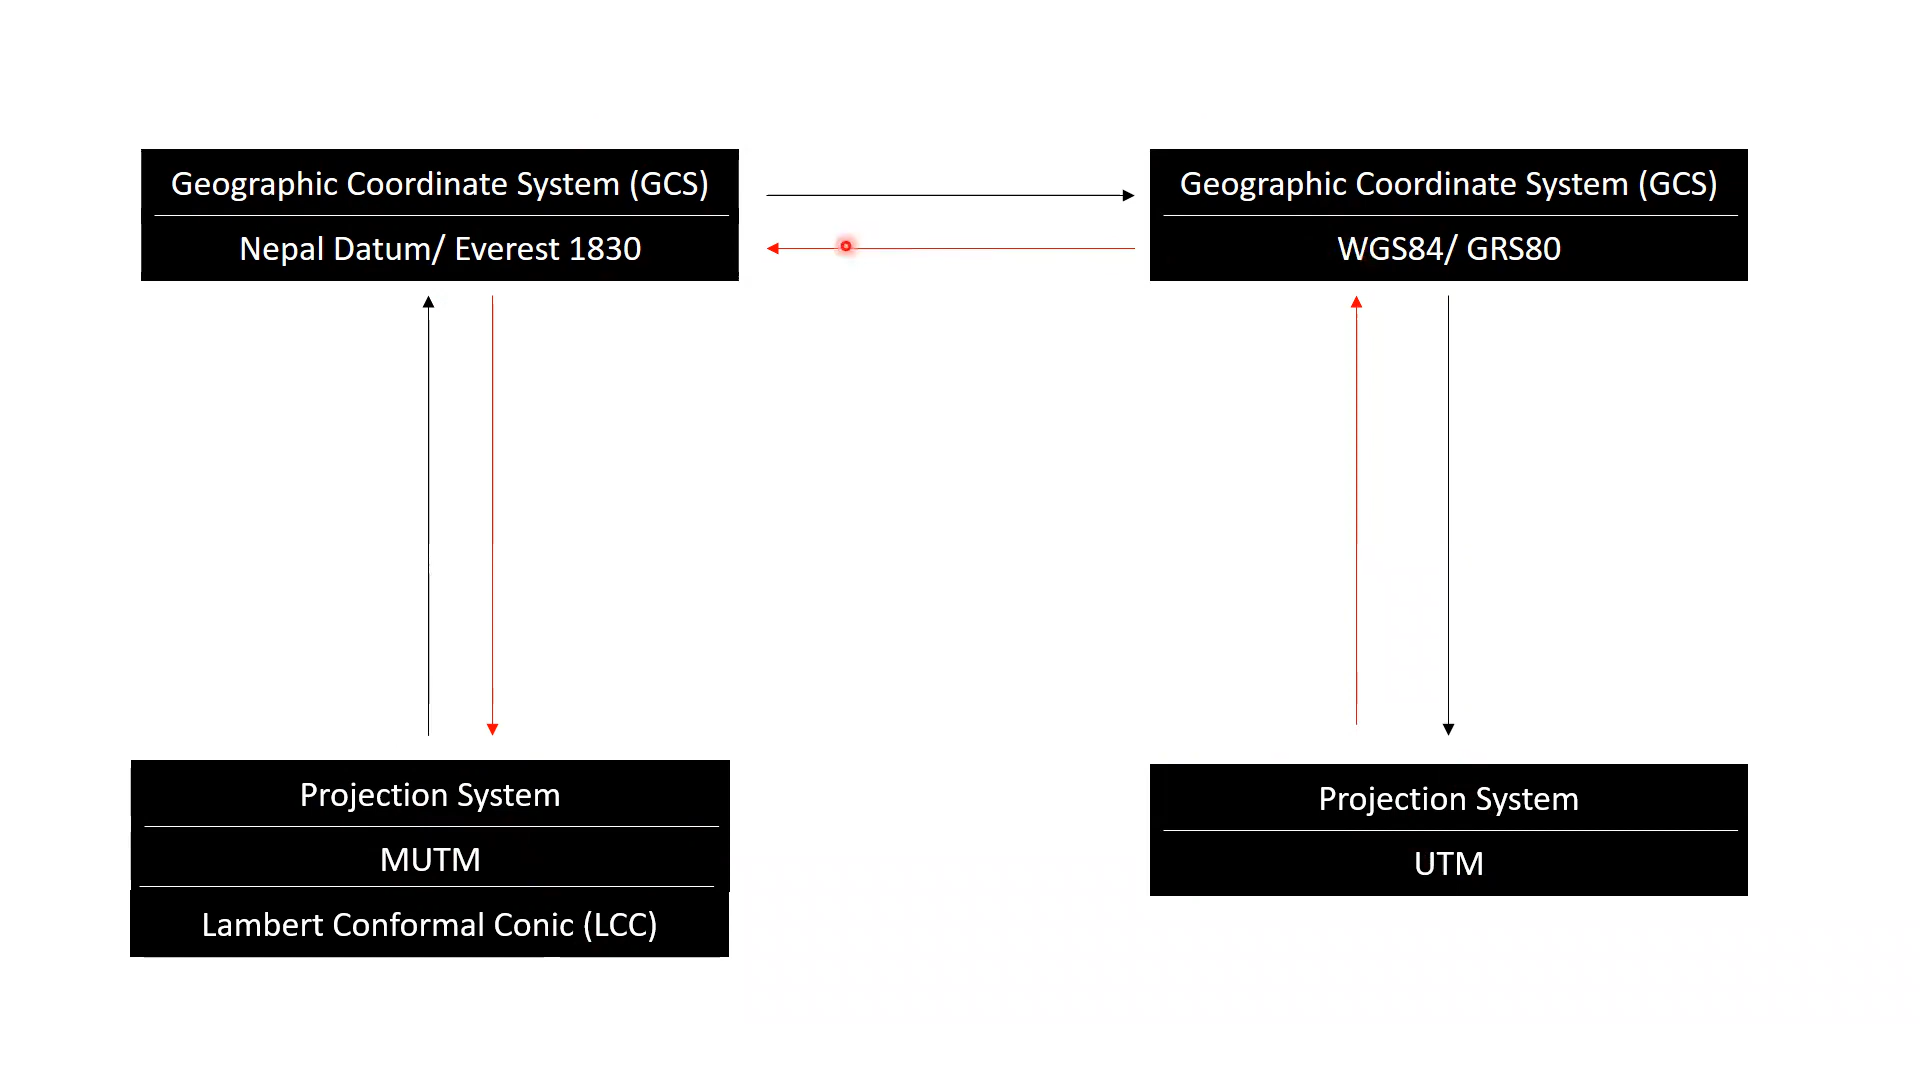 Geographic Coordinate System (GCS)
Nepal Datum/ Everest 1830
Geographic Coordinate System (GCS)
WGS84/ GRS80
Projection System
MUTM
Lambert Conformal Conic (LCC)
Projection System
UTM